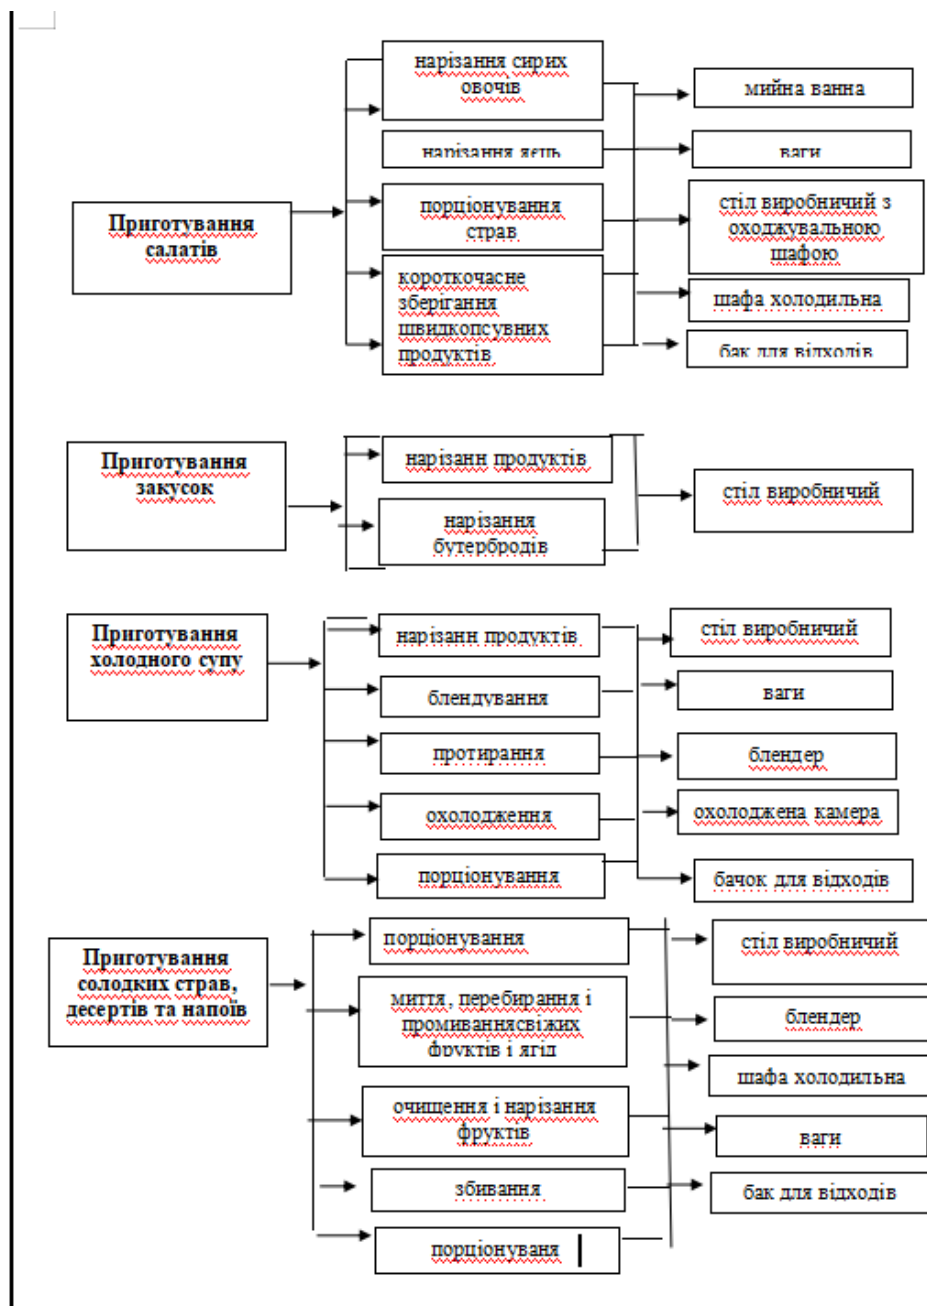 нарізання сирих
овочів
мийна ванна
нарізання яєць
ваги
Приготування
салатів
порціонування
страв
стіл виробничий з
оходжувальною
шафою
короткочасне
зберігання
швидкопсувних
продуктів
шафа холодильна
бак для відходів
Приготування
закусок
нарізанн продуктів
нарізання
бутербродів
стіл виробничий
Приготування
холодного супу
нарізанн продуктів
стіл виробничий
блендування
ваги
протирання
блендер
охолодження
охолоджена камера
порціонування
бачок для відходів
Приготування
солодких страв,
десертів та напоїв
порціонування
стіл виробничий
миття, перебирання і
промиваннясвіжих
фруктів і ягід
блендер
шафа холодильна
очищення і нарізання
фруктів
ваги
збивання
бак для відходів
порціонуваня